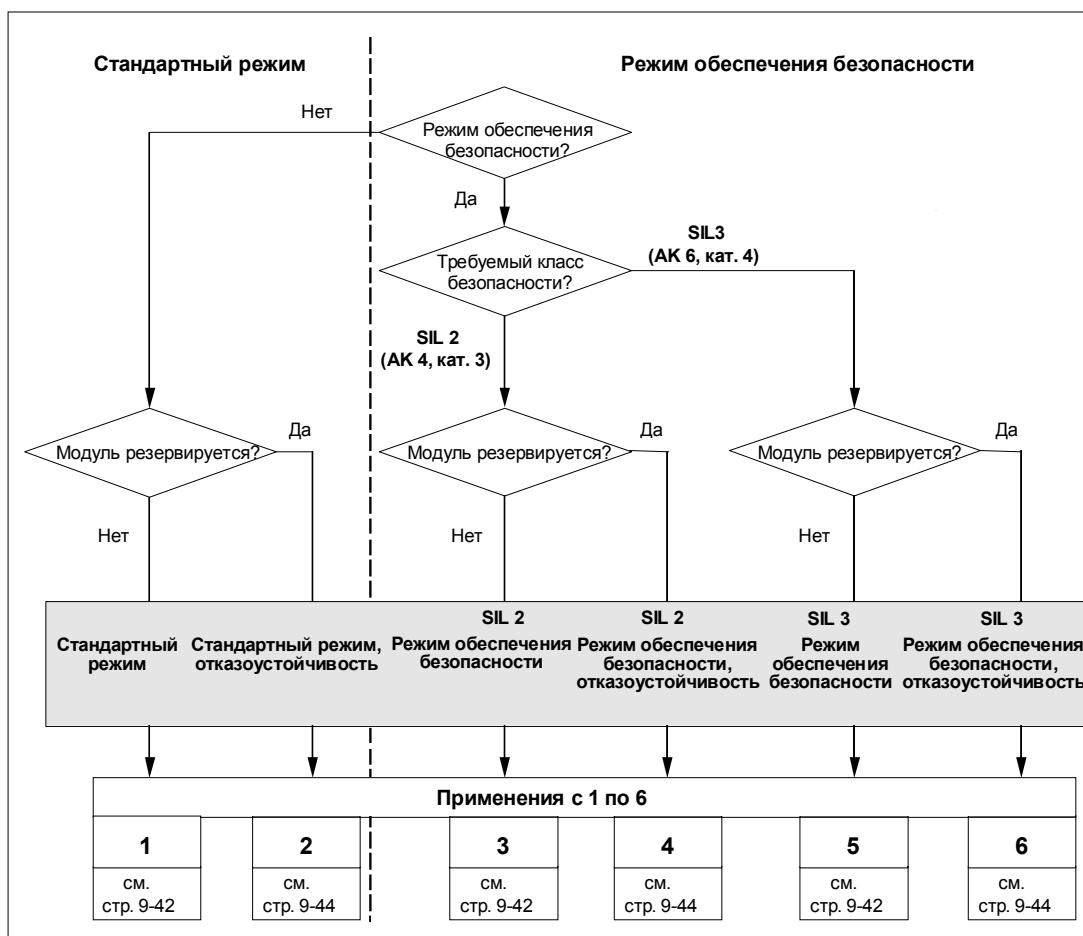 Стандартный режим
Режим обеспечения безопасности
Нет
Режим обеспечения
безопасности?
Да
SIL3
(АК 6, кат. 4)
Требуемый класс
безопасности?
SIL 2
(АК 4, кат. 3)
Модуль резервируется?
Да
Модуль резервируется?
Да
Модуль резервируется?
Да
Нет
Нет
Нет
Стандартный
режим
Стандартный режим,
отказоустойчивость
SIL 2
Режим обеспечения
безопасности
SIL 2
Режим обеспечения
безопасности,
отказоустойчивость
SIL 3
Режим
обеспечения
безопасности
SIL 3
Режим обеспечения
безопасности,
отказоустойчивость
Применения с 1 по 6
1
см.
стр. 9-42
2
см.
стр. 9-44
3
см.
стр. 9-42
4
см.
стр. 9-44
5
см.
стр. 9-42
6
см.
стр. 9-44